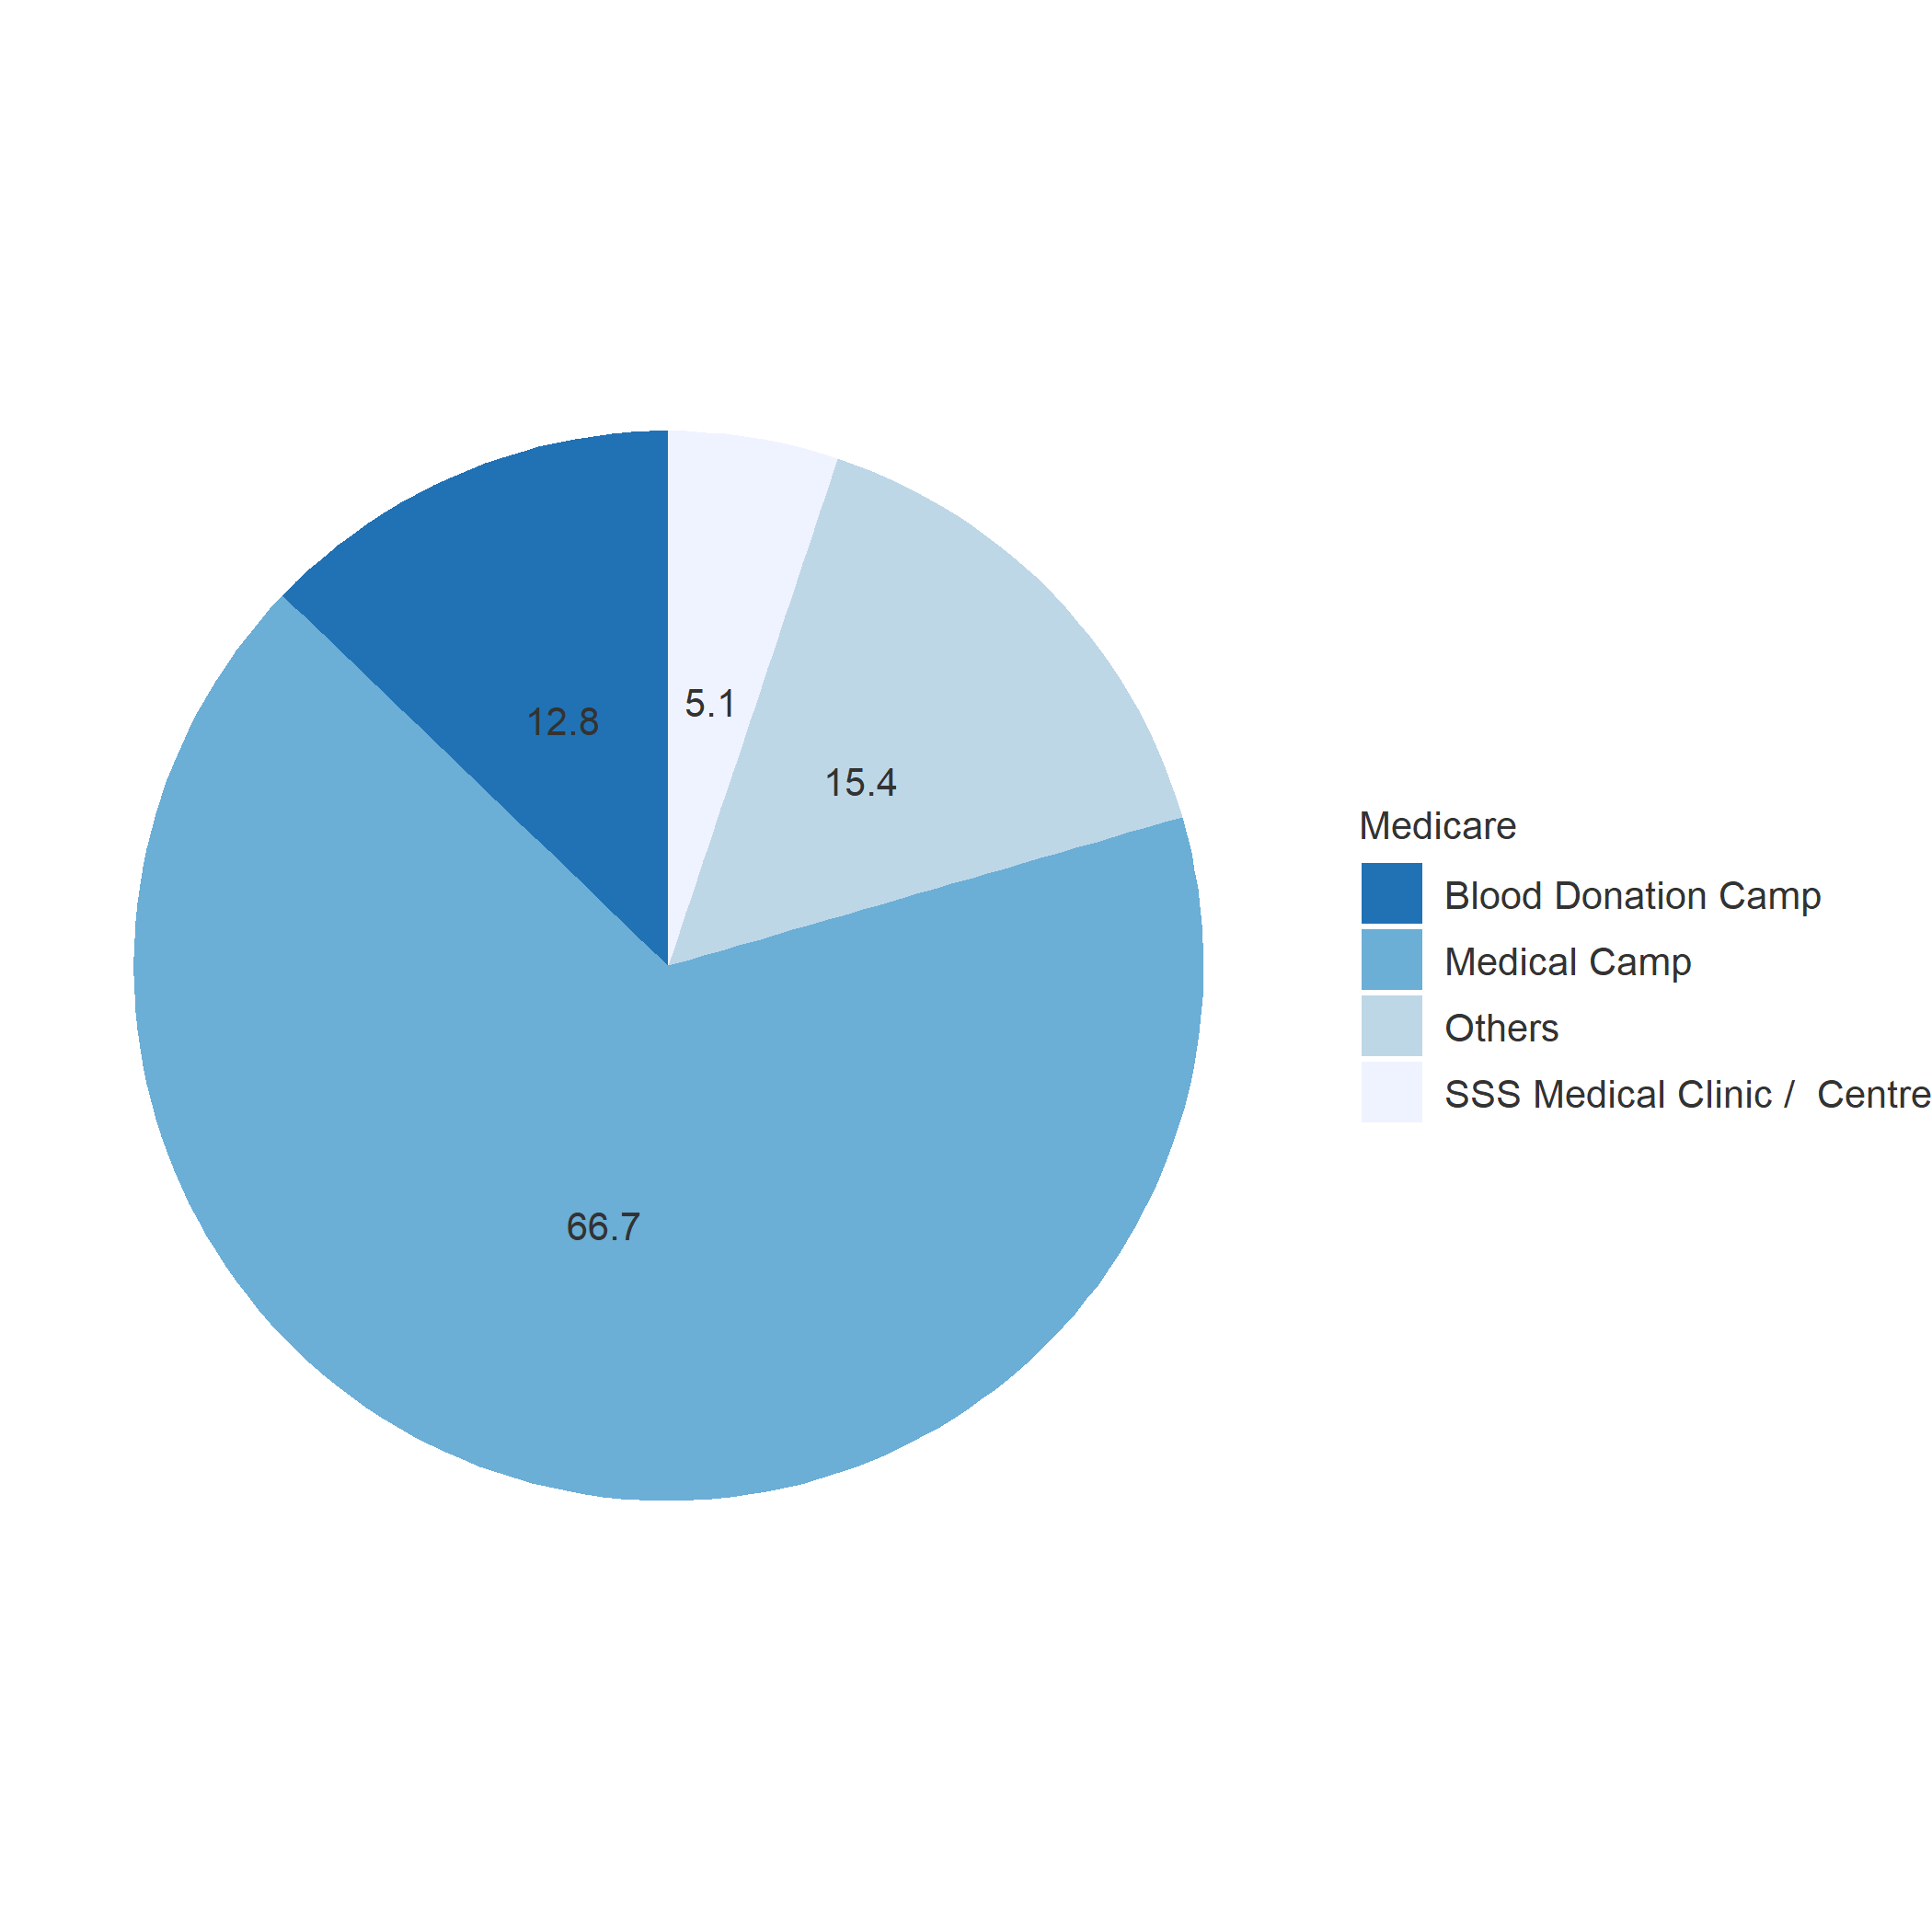 5.1
12.8
15.4
66.7
Medicare
Blood Donation Camp
Medical Camp
Others
SSS Medical Clinic /  Centre